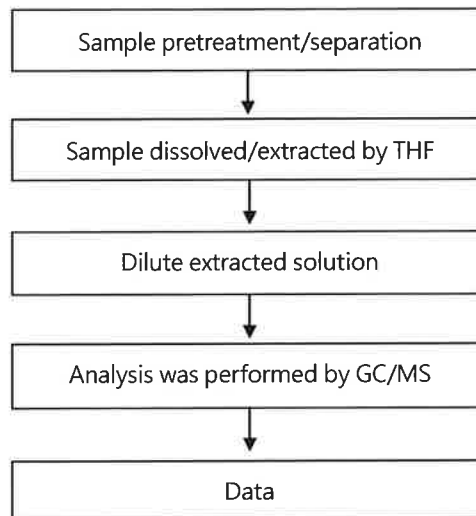 Sample pretreatment/separation
Sample dissolved/extracted by THF
Dilute extracted solution
Analysis was performed by GC/MS
Data